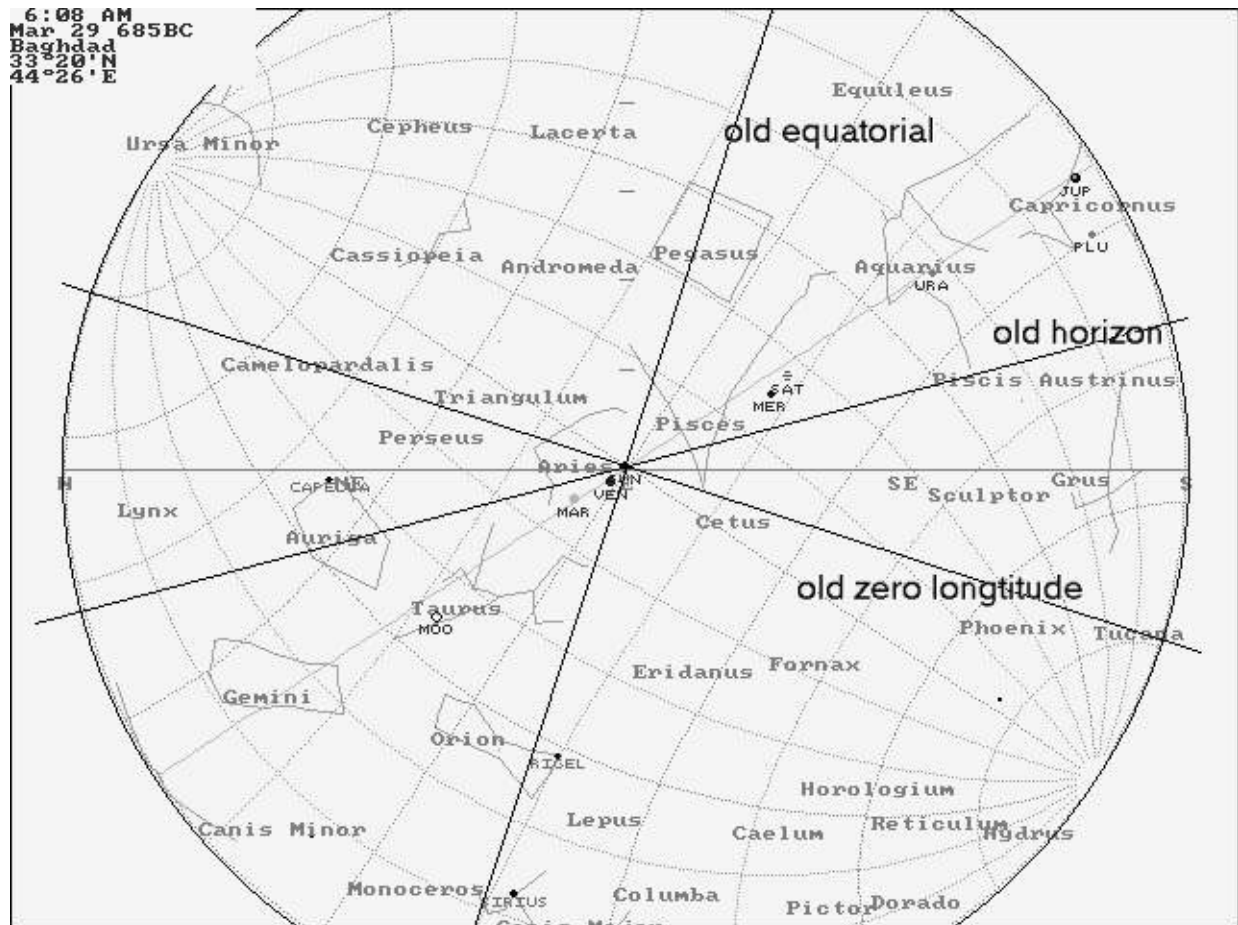 6:08 AM
Mar 29 685BC
Baghdad
33°20'N
44°26'E
Equuleus
old equatorial
Cepheus
Lacerta
Ursa Minor
JUP
Capricornus
PLU
Cassiopeia
Andromeda
Pegasus
Aquarius
URA
old horizon
Camelopardalis
Triangulum
Piscis Austrinus
SAT
MER
Pisces
Perseus
Aries
N
CAPELLA
NE
SUN
VEN
SE
Grus
S
Sculptor
MAR
Lynx
Cetus
Auriga
old zero longtitude
Taurus
MOO
Phoenix
Tucana
Eridanus
Fornax
Gemini
Orion
RIGEL
Horologium
Canis Minor
Lepus
Caelum
Reticulum
Hydrus
Monoceros
SIRIUS
Columba
Pictor
Dorado